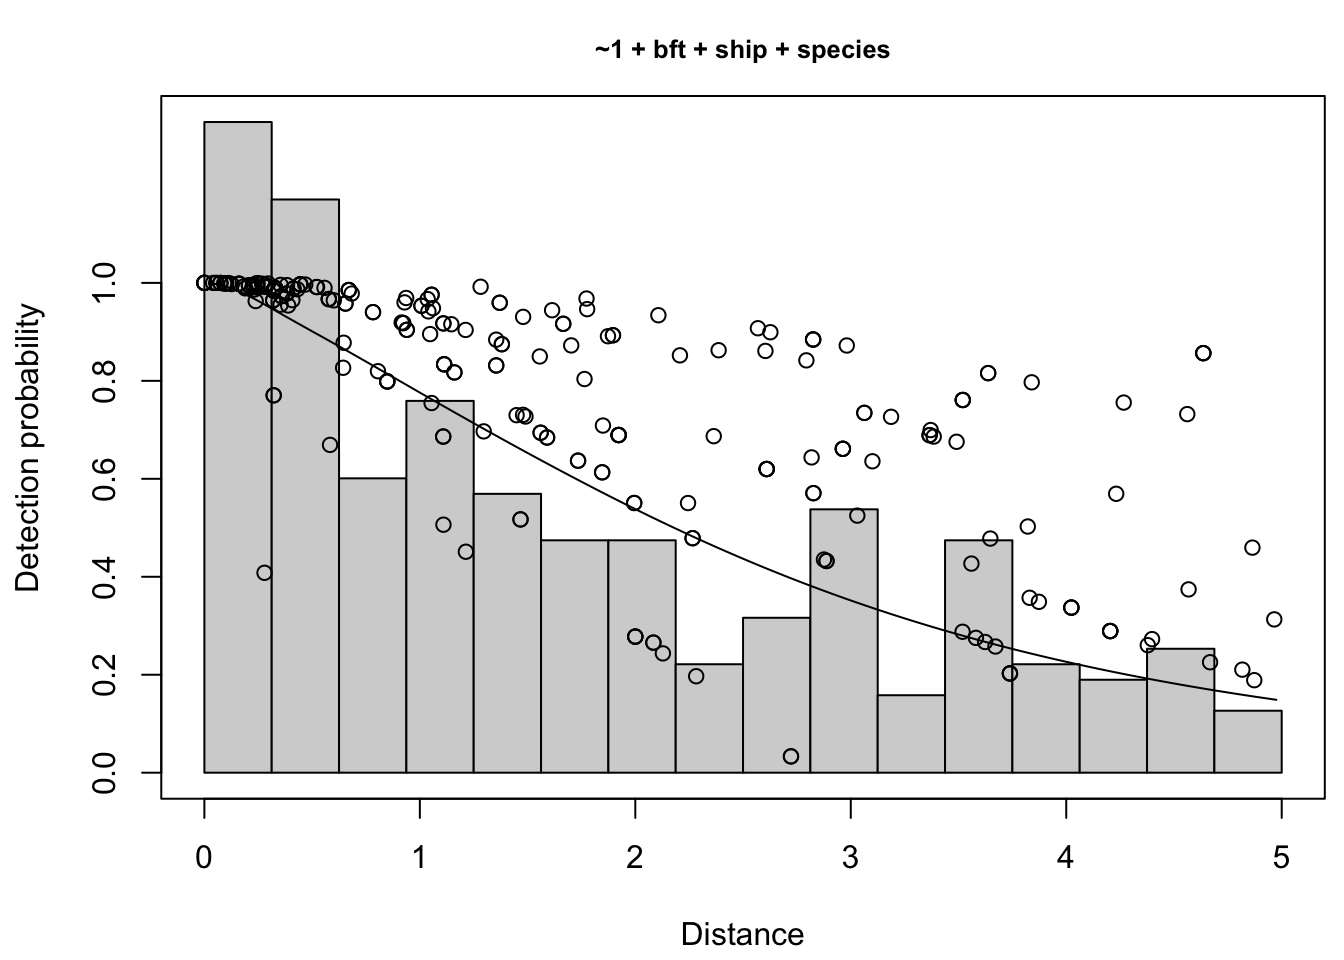 ~1 + bft + ship + species
Detection probability
1.0
0.8
0.6
0.4
0.2
0.0
0 1 2 3 4 5
Distance